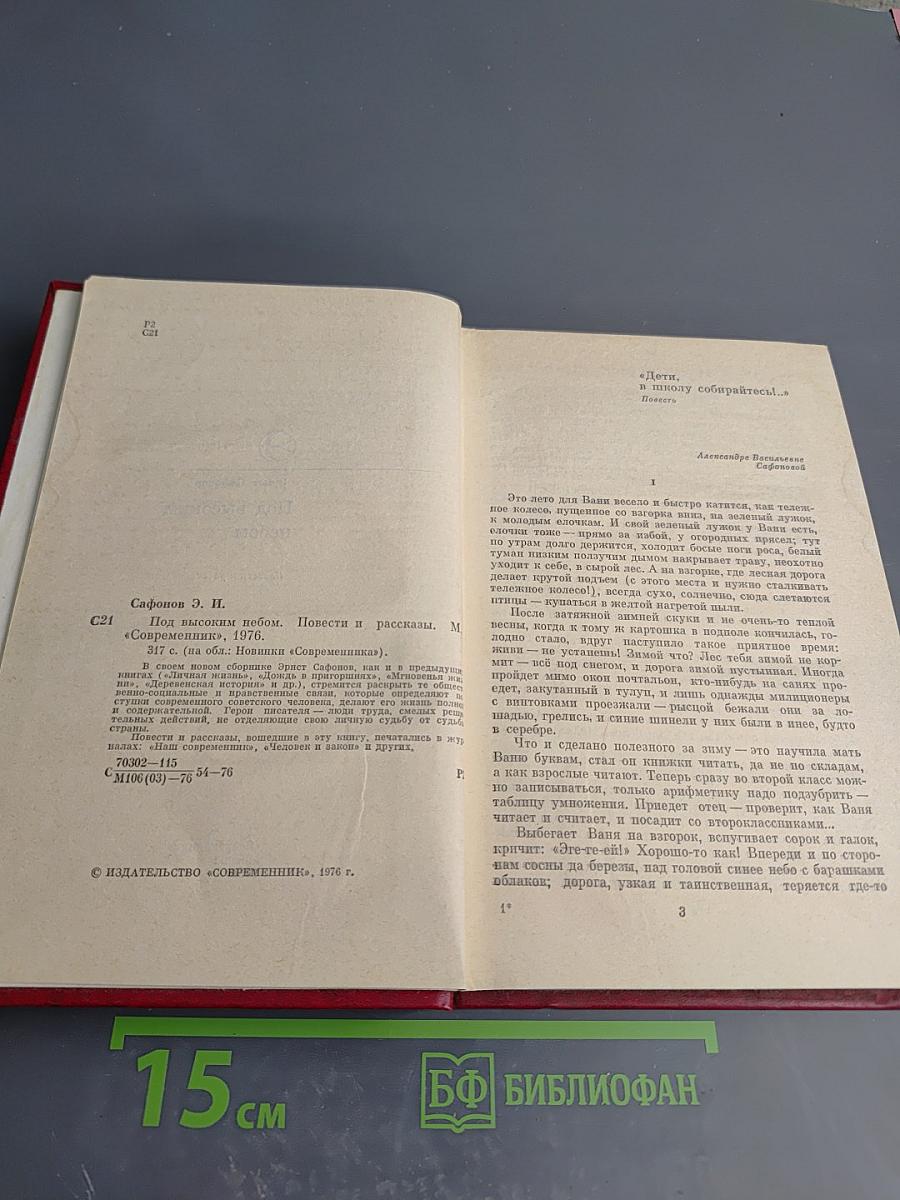 Р2
С21
Сафонов Э. И.
С21 Под высоким небом. Повести и рассказы. М
«Современник», 1976.
317 с. (на обл.: Новинки «Современника»).
В своем новом сборнике Эрнст Сафонов, как и в предыдущих
книгах («Личная жизнь», «Дождь в пригоршнях», «Мгновенья жиз
ни», «Деревенская история» и др.), стремится раскрыть те общест
венно-социальные и нравственные связи, которые определяют по
ступки современного советского человека, делают его жизнь полной
и содержательной. Герои писателя — люди труда, смелых реши
тельных действий, не отделяющие свою личную судьбу от судьбы
страны.
Повести и рассказы, вошедшие в эту книгу, печатались в жур
налах: «Наш современник», «Человек и закон» и других.
С 70302—115
М106(03)—76 54—76 Р
© ИЗДАТЕЛЬСТВО «СОВРЕМЕННИК», 1976 г.
«Дети,
в школу собирайтесь!..»
Повесть
Александре Васильевне
Сафоновой
I
Это лето для Вани весело и быстро катится, как тележ-
ное колесо, пущенное со взгорка вниз, на зеленый лужок,
к молодым елочкам. И свой зеленый лужок у Вани есть,
елочки тоже — прямо за избой, у огородных прясел; тут
по утрам долго держится, холодит босые ноги роса, белый
туман низким ползучим дымом накрывает траву, неохотно
уходит к себе, в сырой лес. А на взгорке, где лесная дорога
делает крутой подъем (с этого места и нужно сталкивать
тележное колесо!), всегда сухо, солнечно, сюда слетаются
птицы — купаться в желтой нагретой пыли.
После затяжной зимней скуки и не очень-то теплой
весны, когда к тому ж картошка в подполе кончилась, го-
лодно стало, вдруг наступило такое приятное время:
живи — не устанешь! Зимой что? Лес тебя зимой не кор-
мит — всё под снегом, и дорога зимой пустынная. Иногда
пройдет мимо окон почтальон, кто-нибудь на санях про-
едет, закутанный в тулуп, и лишь однажды милиционеры
с винтовками проезжали — рысцой бежали они за ло-
шадью, грелись, и синие шинели у них были в инее, будто
в серебре.
Что и сделано полезного за зиму — это научила мать
Ваню буквам, стал он книжки читать, да не по складам,
а как взрослые читают. Теперь сразу во второй класс мож-
но записываться, только арифметику надо подзубрить —
таблицу умножения. Приедет отец — проверит, как Ваня
читает и считает, и посадит со второклассниками...
Выбегает Ваня на взгорок, вспугивает сорок и галок,
кричит: «Эге-ге-ей!» Хорошо-то как! Впереди и по сторо-
нам сосны да березы, над головой синее небо с барашками
облаков; дорога, узкая и таинственная, теряется где-то
1*
3
15 см
БФ БИБЛИОФАН